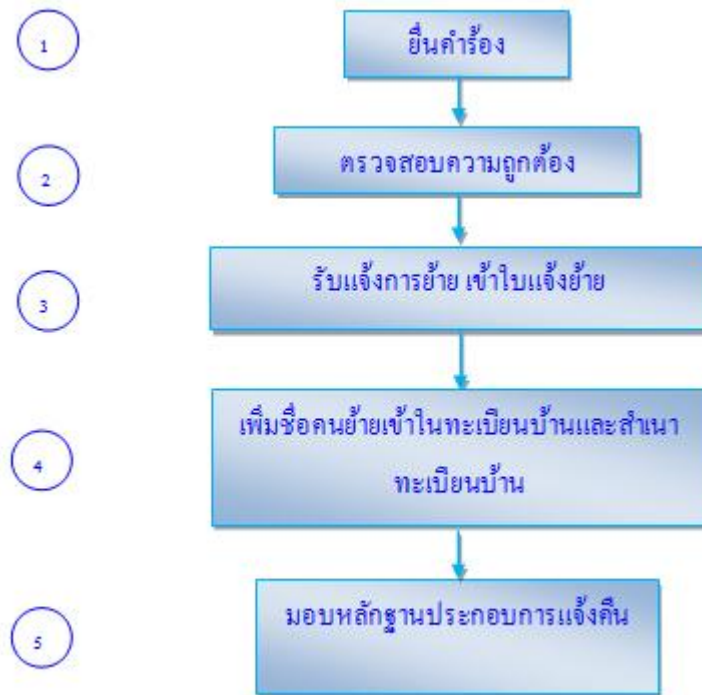 1
ยื่นคำร้อง
2
ตรวจสอบความถูกต้อง
3
รับแจ้งการย้าย เข้าใบแจ้งย้าย
4
เพิ่มชื่อคนย้ายเข้าในทะเบียนบ้านและสำเนา
ทะเบียนบ้าน
5
มอบหลักฐานประกอบการแจ้งคืน